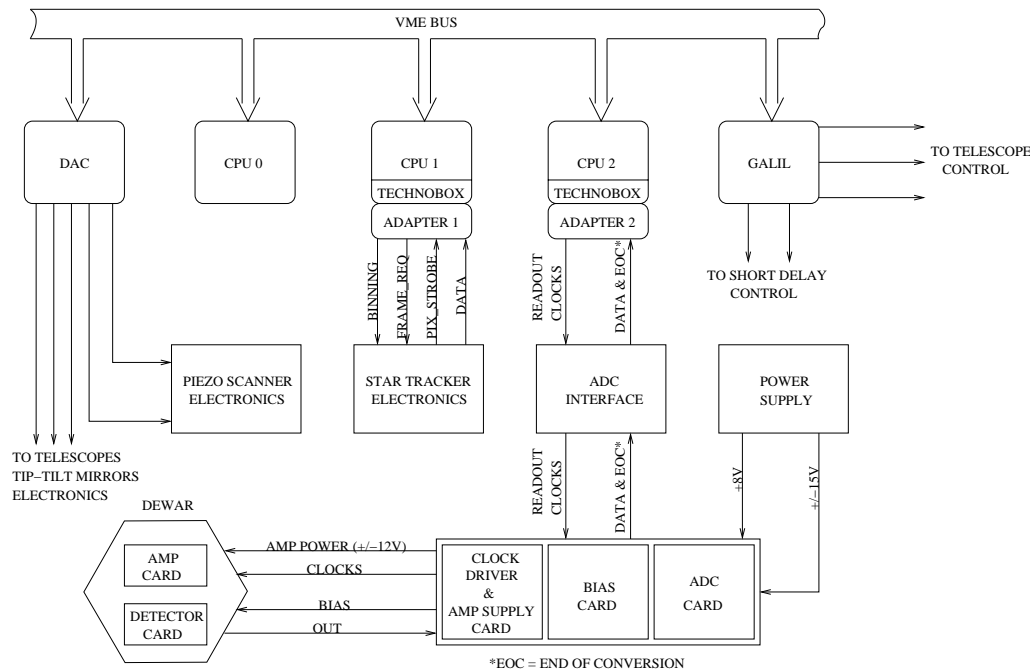 VME BUS
DAC
CPU 0
CPU 1
TECHNOBOX
ADAPTER 1
CPU 2
TECHNOBOX
ADAPTER 2
GALIL
TO TELESCOPE
CONTROL
BINNING
FRAME_REQ
PIX_STROBE
DATA
READOUT
CLOCKS
DATA & EOC*
TO SHORT DELAY
CONTROL
PIEZO SCANNER
ELECTRONICS
STAR TRACKER
ELECTRONICS
ADC
INTERFACE
POWER
SUPPLY
TO TELESCOPES
TIP-TILT MIRRORS
ELECTRONICS
READOUT
CLOCKS
DATA & EOC*
+8V
+/-15V
DEWAR
AMP
CARD
DETECTOR
CARD
AMP POWER (+/-12V)
CLOCKS
BIAS
OUT
CLOCK
DRIVER
&
AMP SUPPLY
CARD
BIAS
CARD
ADC
CARD
*EOC = END OF CONVERSION